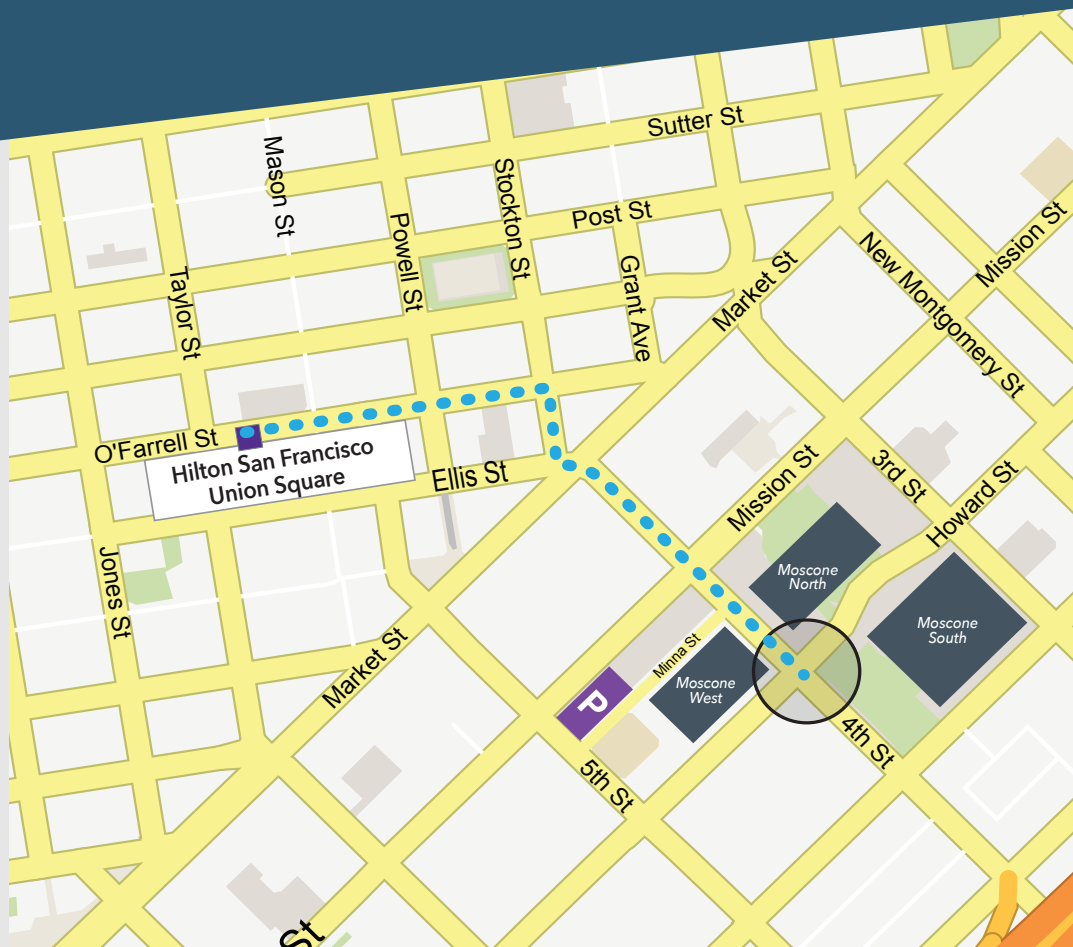 Sutter St
Mason St
Stockton St
Post St
Powell St
Mission St
New Montgomery St
Grant Ave
Market St
Taylor St
O'Farrell St
Hilton San Francisco
Union Square
Ellis St
Mission St
3rd St
Howard St
Jones St
Moscone
North
Moscone
South
Minna St
Moscone
West
Market St
P
4th St
5th St
St